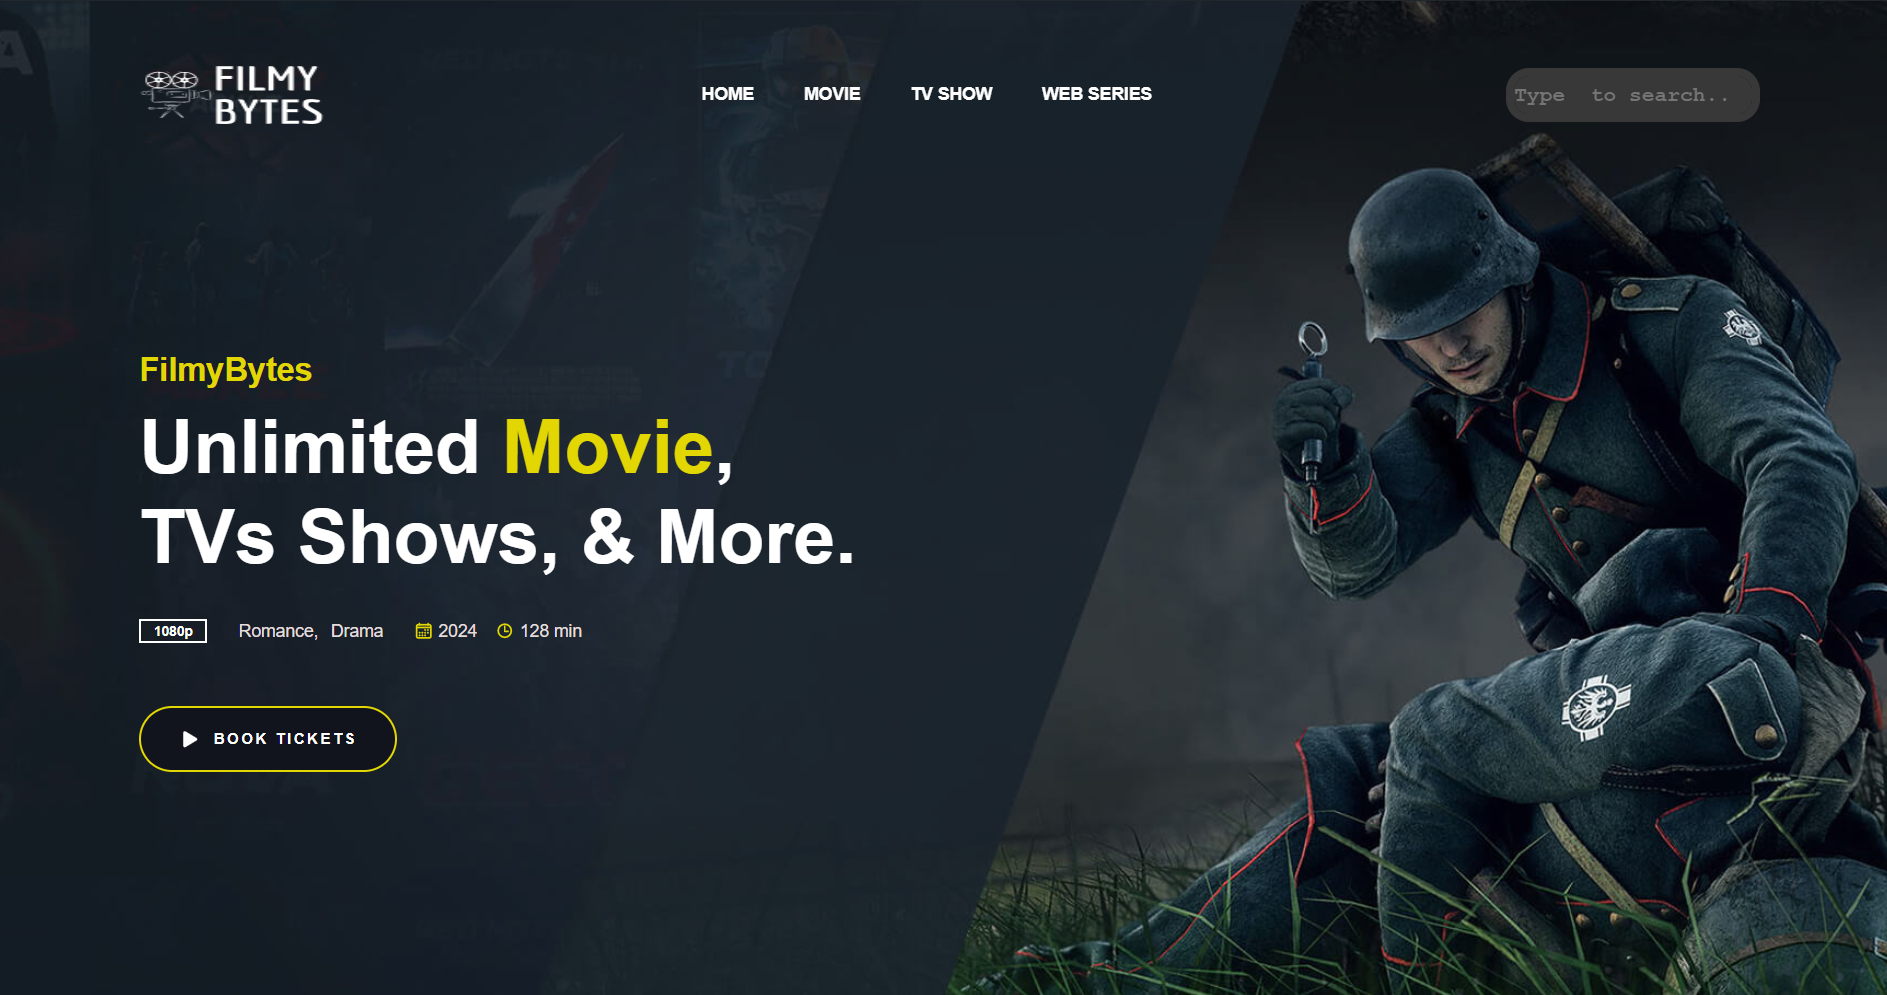 FILMY
BYTES
HOME MOVIE TV SHOW WEB SERIES
Type  to search..
FilmyBytes
Unlimited Movie,
TVs Shows, & More.
1080p Romance, Drama 2024 128 min
BOOK TICKETS